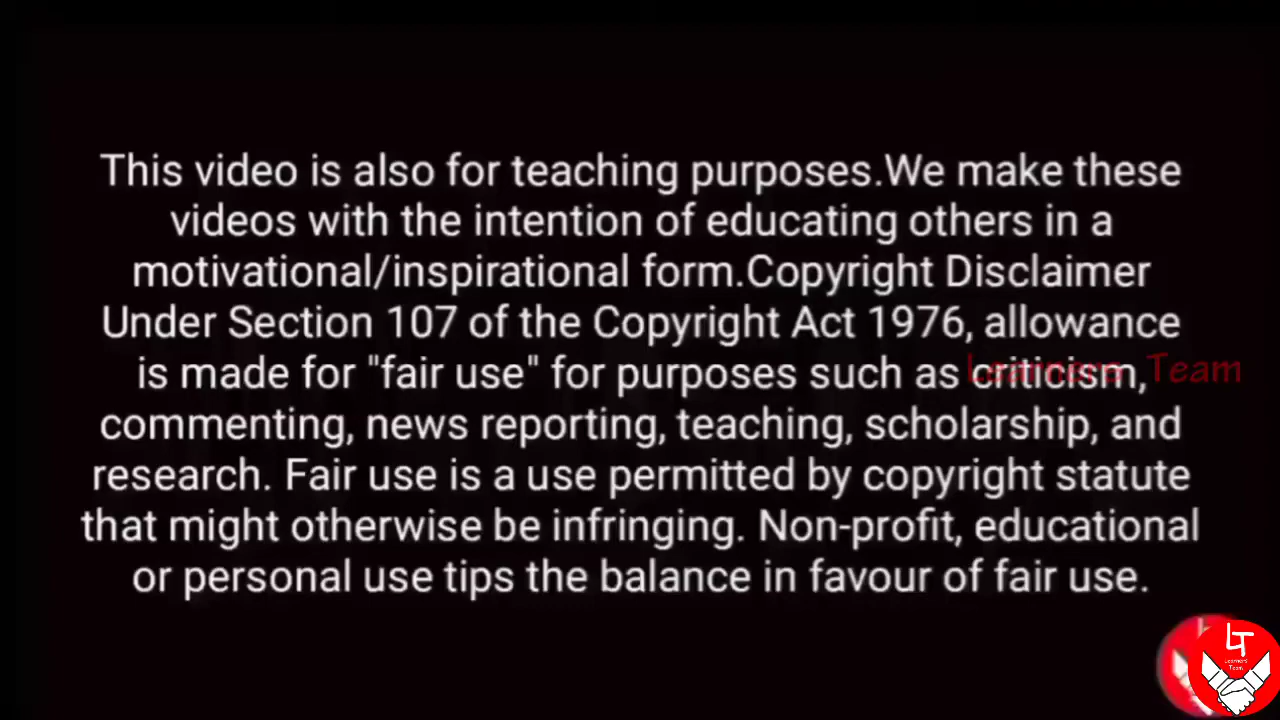 This video is also for teaching purposes.We make these
videos with the intention of educating others in a
motivational/inspirational form.Copyright Disclaimer
Under Section 107 of the Copyright Act 1976, allowance
is made for "fair use" for purposes such as criticism,
Learners Team
commenting, news reporting, teaching, scholarship, and
research. Fair use is a use permitted by copyright statute
that might otherwise be infringing. Non-profit, educational
or personal use tips the balance in favour of fair use.
LT
Learners
Team